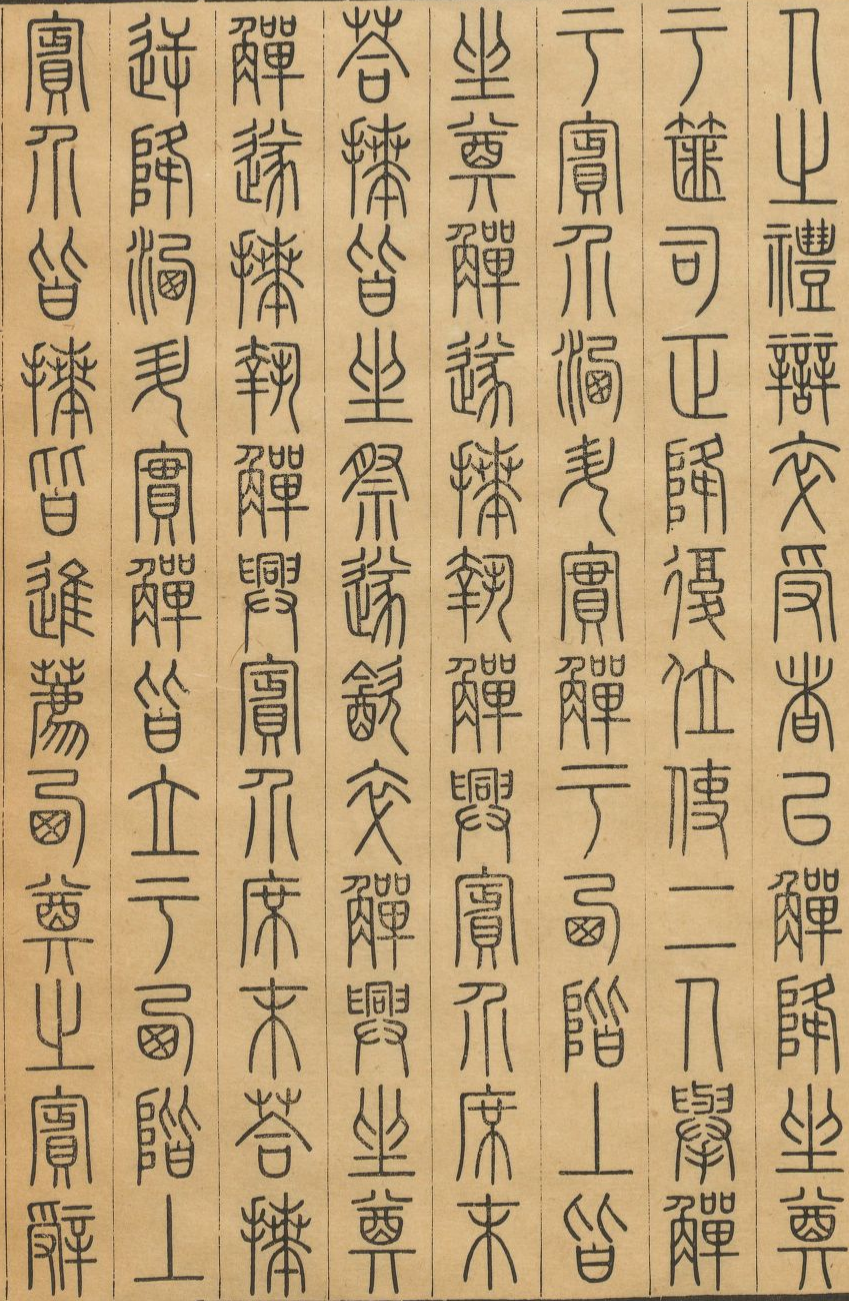 人之禮辯卒受者以觶降坐奠
于篚司正降復位使二人舉觶
于賓介洗升實觶于西階上皆
坐奠觶遂拜執觶興賓介席末
荅拜皆坐祭遂飲卒觶興坐奠
觶遂拜執觶興賓介席末荅拜
逆降洗升實觶皆立于西階上
賓介皆拜皆進薦西奠之賓辭